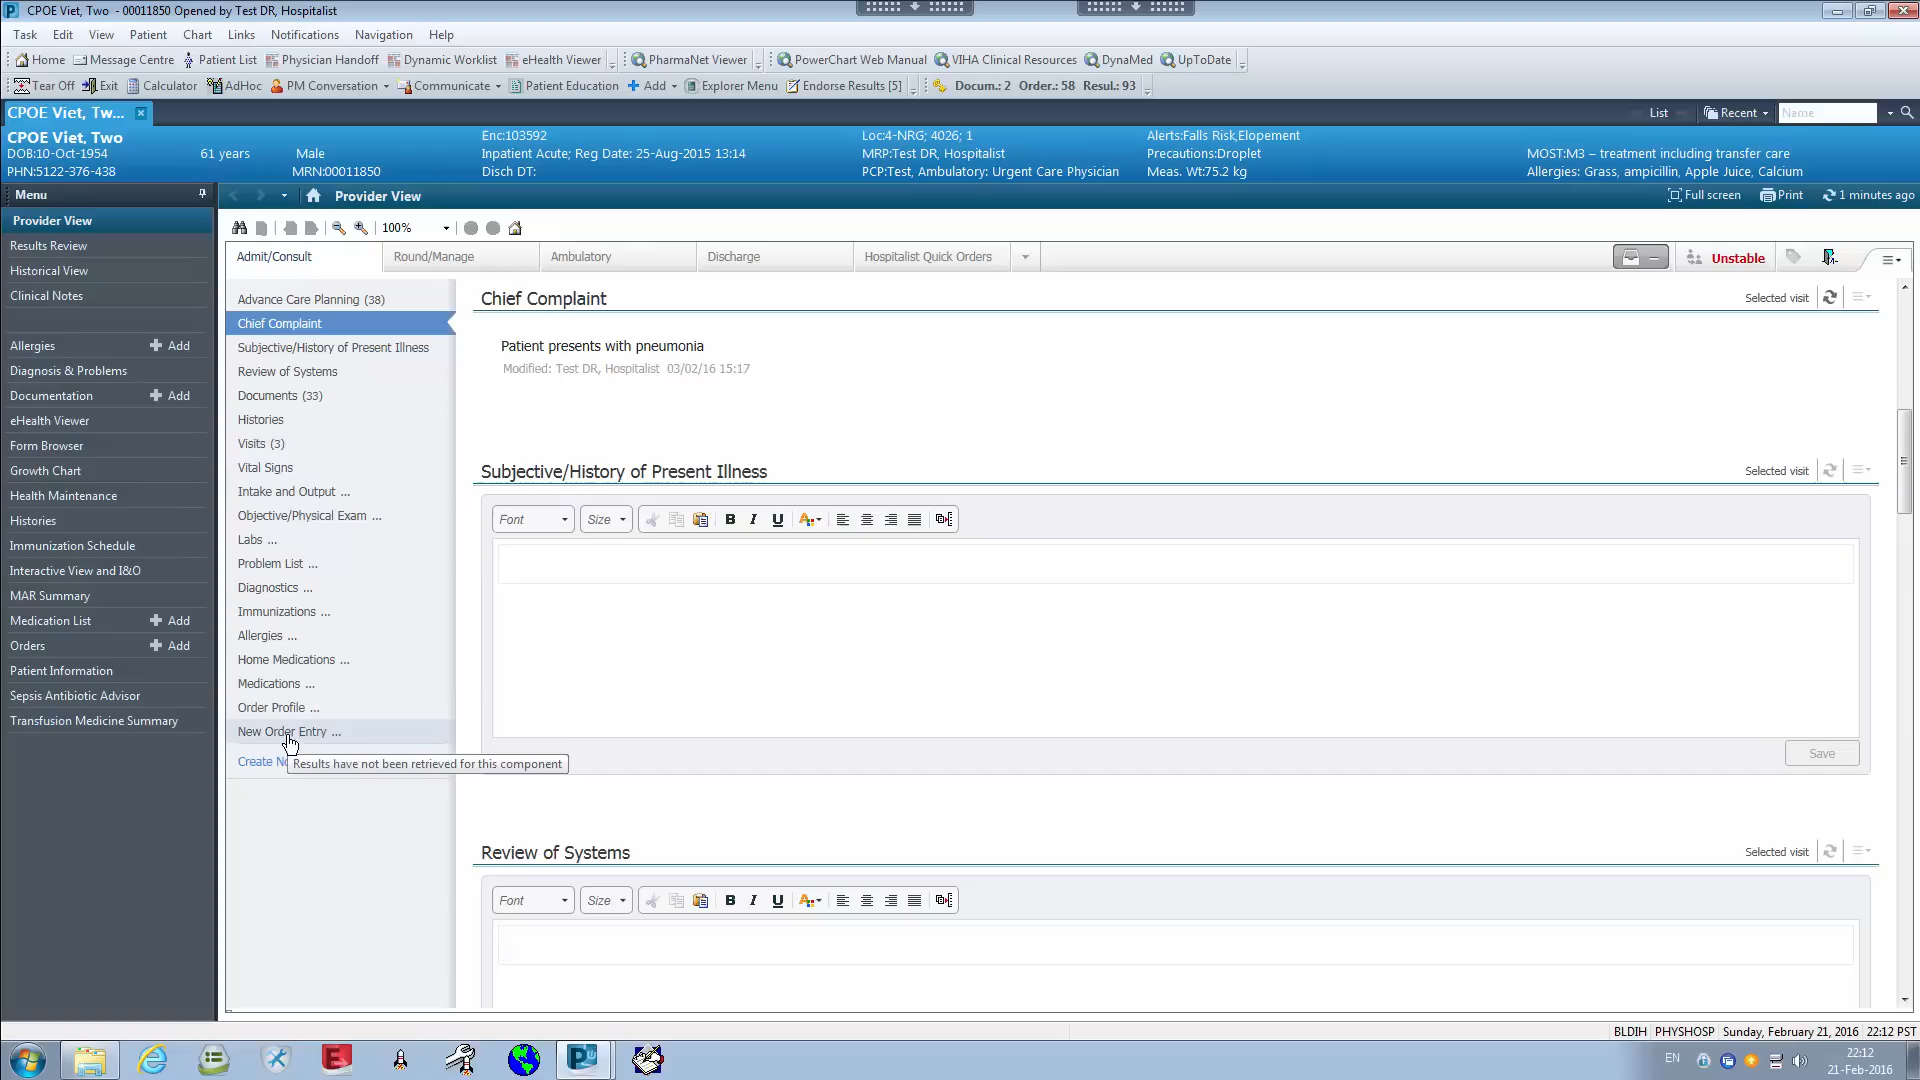 CPOE Viet, Two - 00011850 Opened by Test DR, Hospitalist
Task Edit View Patient Chart Links Notifications Navigation Help
Home Message Centre Patient List Physician Handoff Dynamic Worklist eHealth Viewer PharmaNet Viewer PowerChart Web Manual VIHA Clinical Resources DynaMed UpToDate
Tear Off Exit Calculator AdHoc PM Conversation Communicate Patient Education Add Explorer Menu Endorse Results [5] Docum.: 2 Order.: 58 Resul.: 93
CPOE Viet, Tw... List Recent Name
CPOE Viet, Two Enc:103592 Loc:4-NRG; 4026; 1 Alerts:Falls Risk,Elopement
DOB:10-Oct-1954 61 years Male Inpatient Acute; Reg Date: 25-Aug-2015 13:14 MRP:Test DR, Hospitalist Precautions:Droplet MOST:M3 – treatment including transfer care
PHN:5122-376-438 MRN:00011850 Disch DT: PCP:Test, Ambulatory: Urgent Care Physician Meas. Wt:75.2 kg Allergies: Grass, ampicillin, Apple Juice, Calcium
Menu Provider View Full screen Print 1 minutes ago
Provider View
Results Review
Historical View
Clinical Notes
Allergies Add
Diagnosis & Problems
Documentation Add
eHealth Viewer
Form Browser
Growth Chart
Health Maintenance
Histories
Immunization Schedule
Interactive View and I&O
MAR Summary
Medication List Add
Orders Add
Patient Information
Sepsis Antibiotic Advisor
Transfusion Medicine Summary
100%
Admit/Consult Round/Manage Ambulatory Discharge Hospitalist Quick Orders Unstable
Advance Care Planning (38)
Chief Complaint
Subjective/History of Present Illness
Review of Systems
Documents (33)
Histories
Visits (3)
Vital Signs
Intake and Output ...
Objective/Physical Exam ...
Labs ...
Problem List ...
Diagnostics ...
Immunizations ...
Allergies ...
Home Medications ...
Medications ...
Order Profile ...
New Order Entry ...
Create No
Results have not been retrieved for this component
Chief Complaint Selected visit
Patient presents with pneumonia
Modified: Test DR, Hospitalist 03/02/16 15:17
Subjective/History of Present Illness Selected visit
Font Size B I U A
Save
Review of Systems Selected visit
Font Size B I U A
BLDIH PHYSHOSP Sunday, February 21, 2016 22:12 PST
EN 22:12
21-Feb-2016